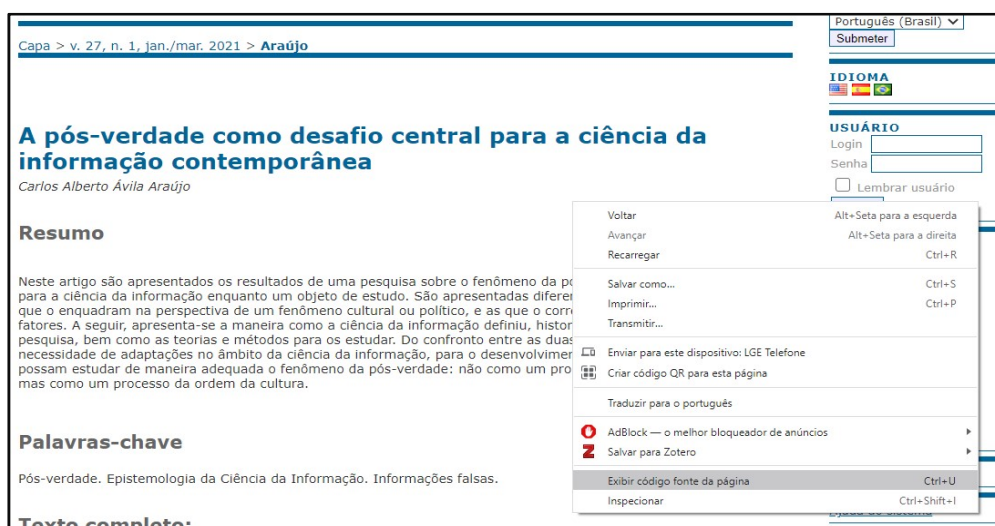 Capa > v. 27, n. 1, jan./mar. 2021 > Araújo
A pós-verdade como desafio central para a ciência da
informação contemporânea
Carlos Alberto Ávila Araújo
Resumo
Neste artigo são apresentados os resultados de uma pesquisa sobre o fenômeno da
para a ciência da informação enquanto um objeto de estudo. São apresentadas
que o enquadram na perspectiva de um fenômeno cultural ou político, e as que o
fatores. A seguir, apresenta-se a maneira como a ciência da informação definiu,
pesquisa, bem como as teorias e métodos para os estudar. Do confronto entre as duas
necessidade de adaptações no âmbito da ciência da informação, para o
possam estudar de maneira adequada o fenômeno da pós-verdade: não como um
mas como um processo da ordem da cultura.
Palavras-chave
Pós-verdade. Epistemologia da Ciência da Informação. Informações falsas.
Texto completo:
Português (Brasil)
Submeter
IDIOMA
USUÁRIO
Login
Senha
Lembrar usuário
Voltar Alt+Seta para a esquerda
Avançar Alt+Seta para a direita
Recarregar Ctrl+R
Salvar como... Ctrl+S
Imprimir... Ctrl+P
Transmitir...
Enviar para este dispositivo: LGE Telefone
Criar código QR para esta página
Traduzir para o português
AdBlock — o melhor bloqueador de anúncios
Salvar para Zotero
Exibir código fonte da página Ctrl+U
Inspecionar Ctrl+Shift+I
Ajuda do sistema